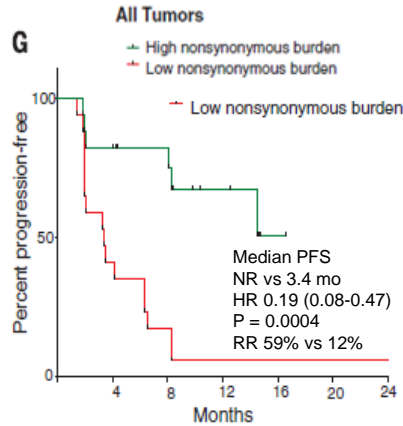 All Tumors
G
High nonsynonymous burden
Low nonsynonymous burden
Low nonsynonymous burden
100
50
0
Percent progression-free
Median PFS
NR vs 3.4 mo
HR 0.19 (0.08-0.47)
P = 0.0004
RR 59% vs 12%
4 8 12 16 20 24
Months